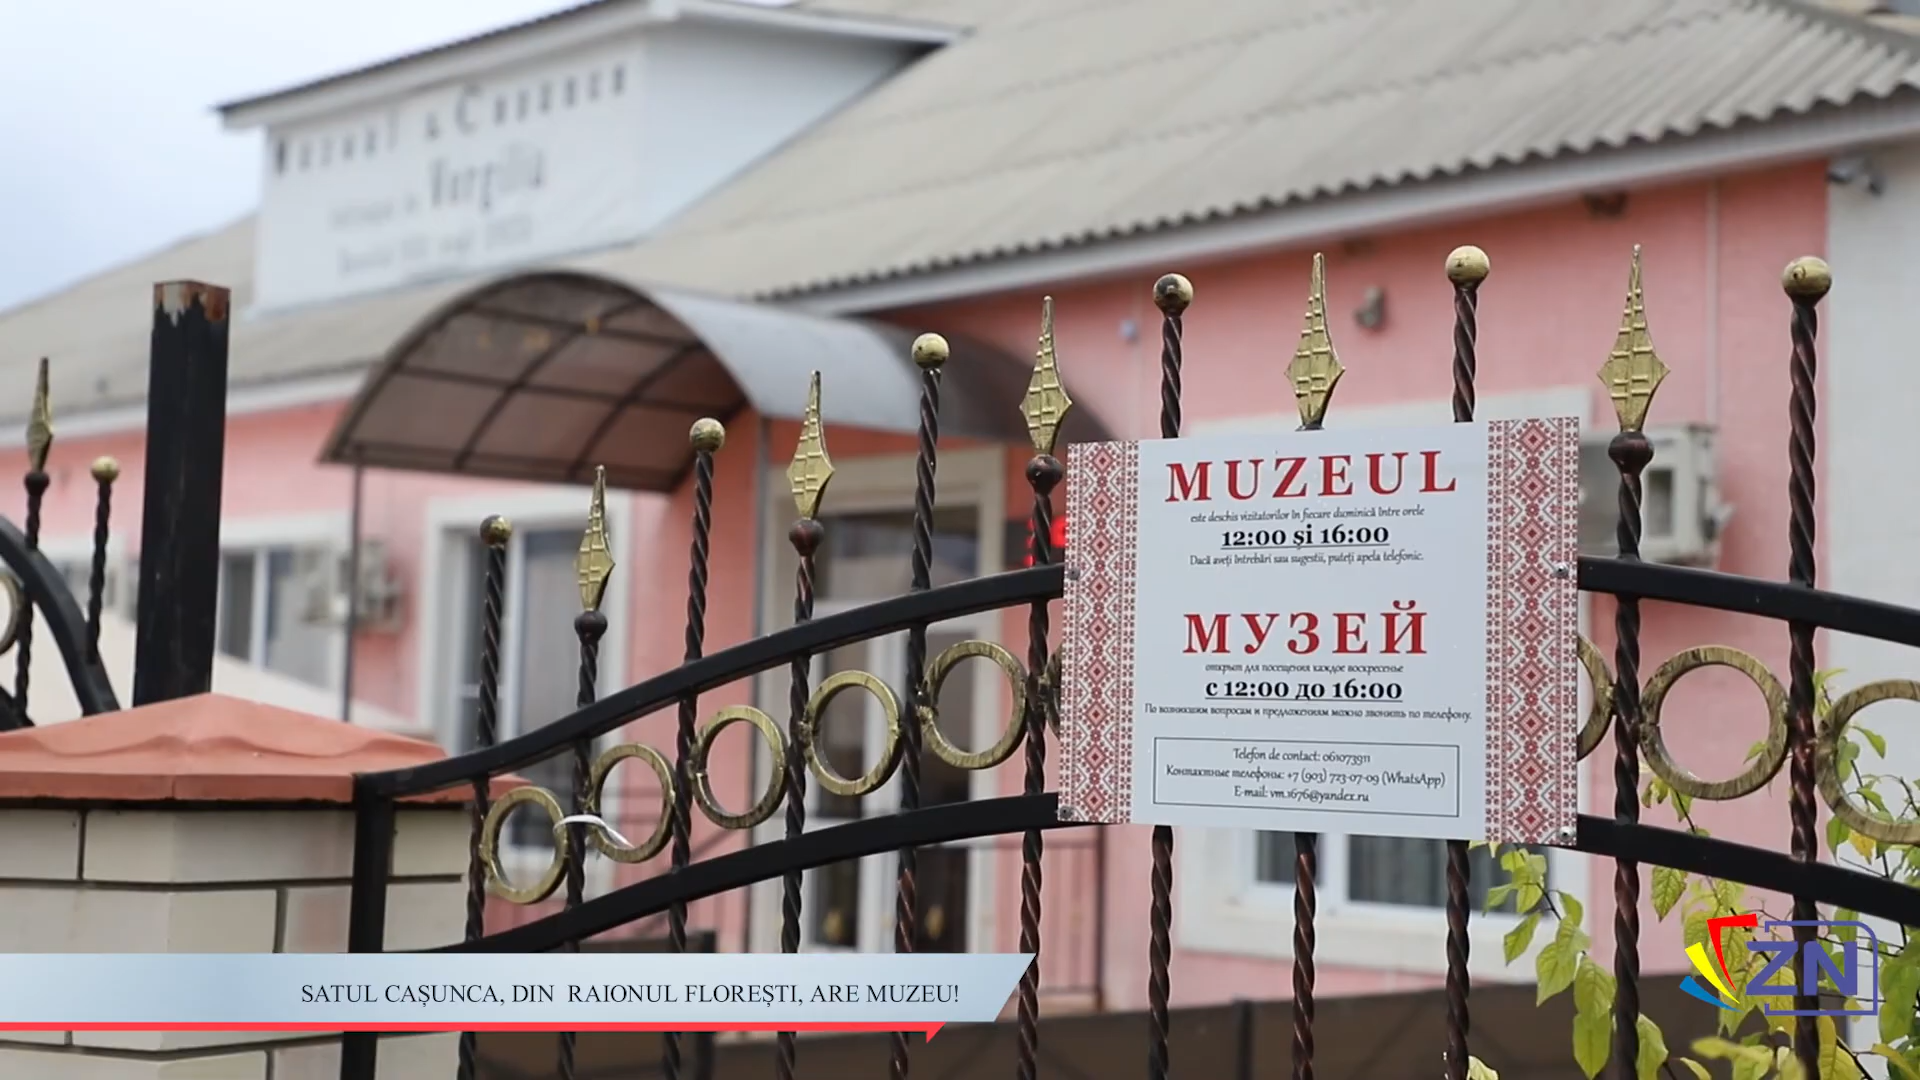 Muzeul s. Cașunca
Vergilia
MUZEUL
este deschis vizitatorilor în fiecare duminică între orele
12:00 și 16:00
Dacă aveți întrebări sau sugestii, puteți apela telefonic.
МУЗЕЙ
открыт для посещения каждое воскресенье
с 12:00 до 16:00
По возникшим вопросам и предложениям можно звонить по телефону.
Telefon de contact: 061073911
Контактные телефоны: +7 (903) 723-07-09 (WhatsApp)
E-mail: vm.1676@yandex.ru
SATUL CAȘUNCA, DIN RAIONUL FLOREȘTI, ARE MUZEU!
ZN